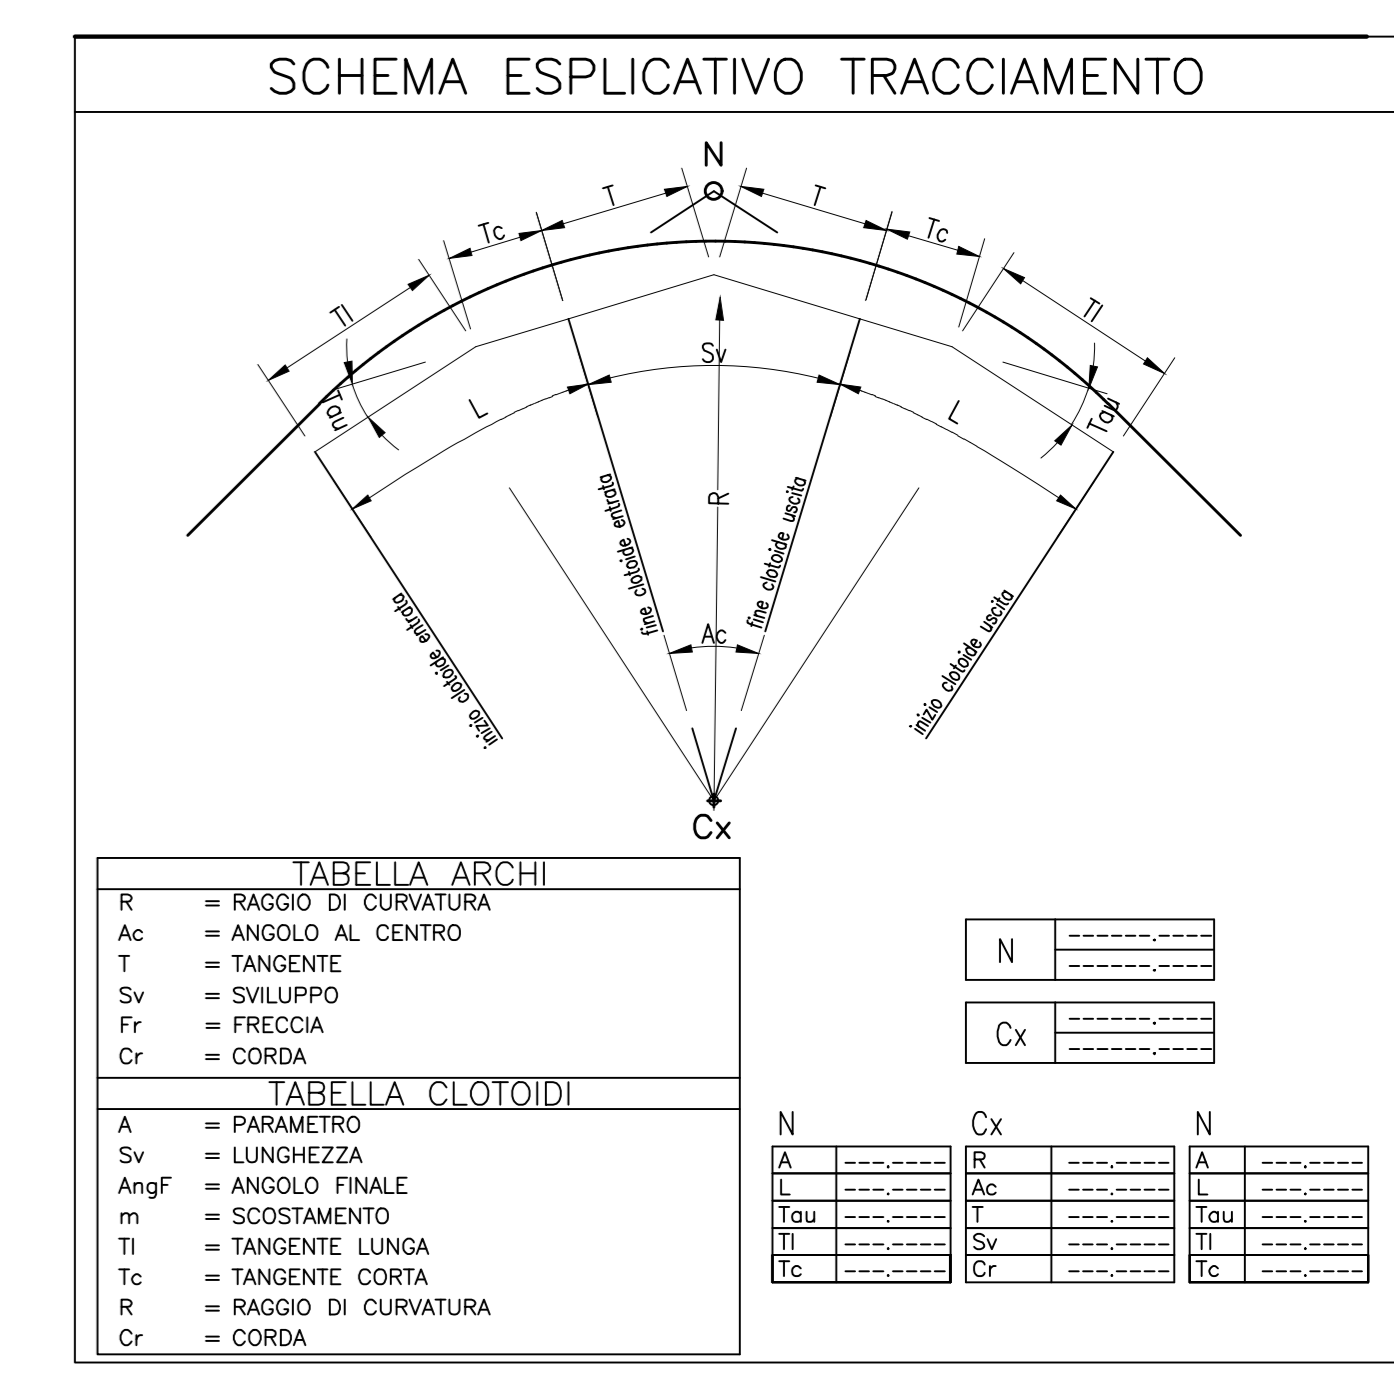 SCHEMA ESPLICATIVO TRACCIAMENTO
N
T T
Tc Tc
Tl Tl
Sv
Tau Tau
L L
R
fine clotoide entrata
fine clotoide uscita
inizio clotoide entrata
inizio clotoide uscita
Ac
Cx
TABELLA ARCHI
R = RAGGIO DI CURVATURA
Ac = ANGOLO AL CENTRO
T = TANGENTE
Sv = SVILUPPO
Fr = FRECCIA
Cr = CORDA
TABELLA CLOTOIDI
A = PARAMETRO
Sv = LUNGHEZZA
AngF = ANGOLO FINALE
m = SCOSTAMENTO
Tl = TANGENTE LUNGA
Tc = TANGENTE CORTA
R = RAGGIO DI CURVATURA
Cr = CORDA
N ------.----
------.----
Cx ------.----
------.----
N
A ---.----
L ---.----
Tau ---.----
Tl ---.----
Tc ---.----
Cx
R ---.----
Ac ---.----
T ---.----
Sv ---.----
Cr ---.----
N
A ---.----
L ---.----
Tau ---.----
Tl ---.----
Tc ---.----